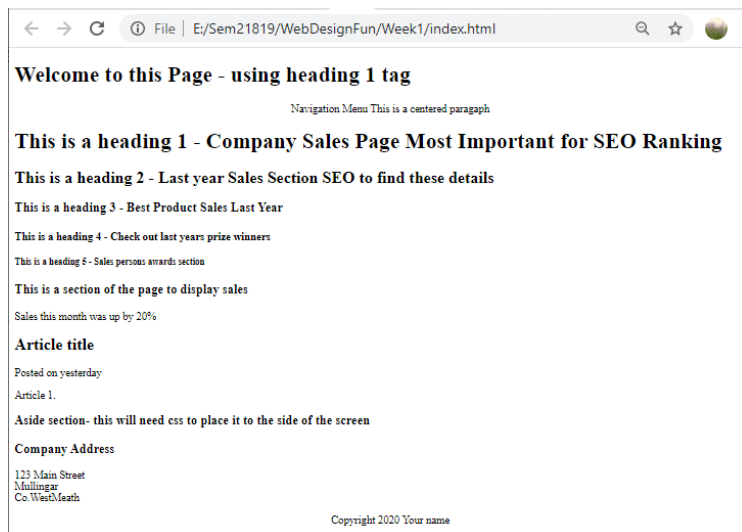 File | E:/Sem21819/WebDesignFun/Week1/index.html
Welcome to this Page - using heading 1 tag
Navigation Menu This is a centered paragaph
This is a heading 1 - Company Sales Page Most Important for SEO Ranking
This is a heading 2 - Last year Sales Section SEO to find these details
This is a heading 3 - Best Product Sales Last Year
This is a heading 4 - Check out last years prize winners
This is a heading 5 - Sales persons awards section
This is a section of the page to display sales
Sales this month was up by 20%
Article title
Posted on yesterday
Article 1.
Aside section- this will need css to place it to the side of the screen
Company Address
123 Main Street
Mullingar
Co.WestMeath
Copyright 2020 Your name